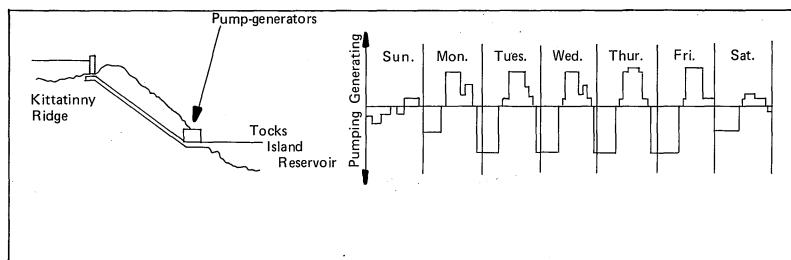 Pump-generators
Kittatinny
Ridge
Tocks
Island
Reservoir
Pumping Generating
Sun. Mon. Tues. Wed. Thur. Fri. Sat.